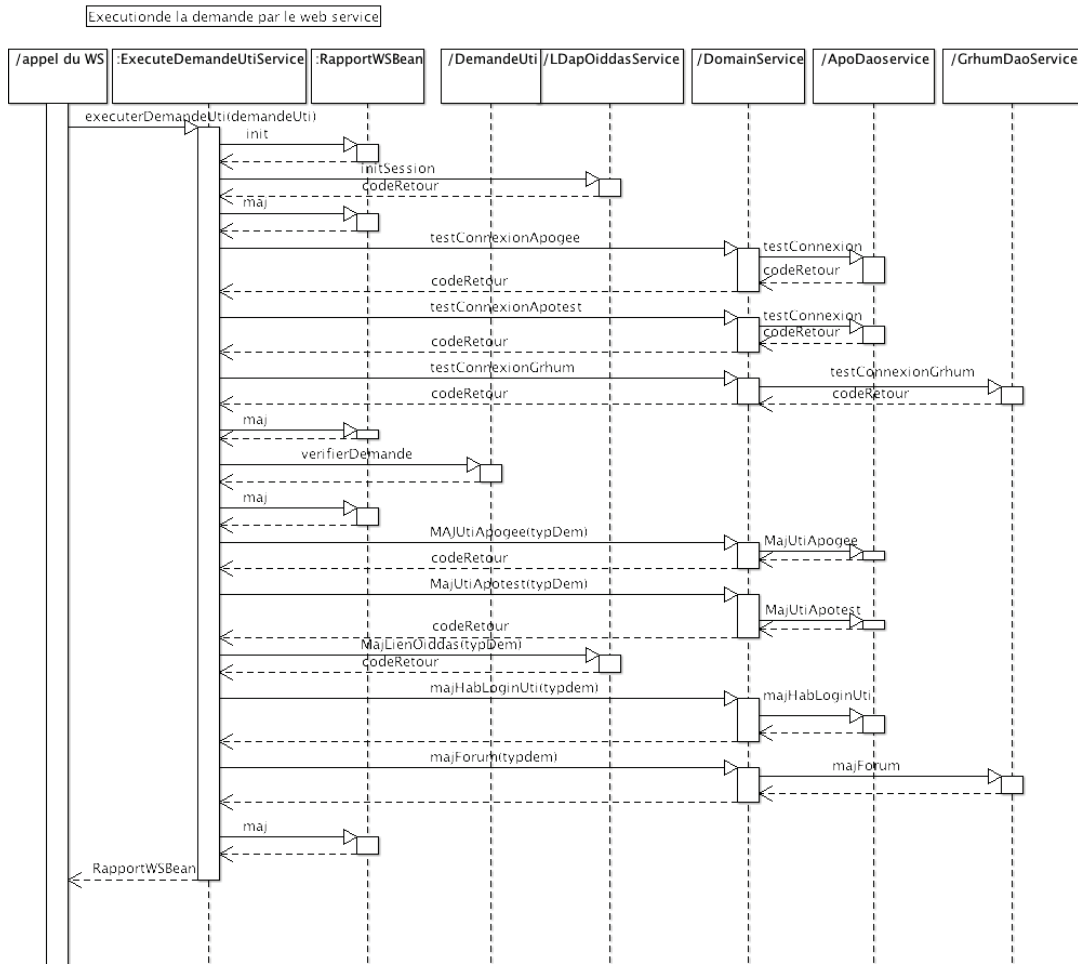 Executionde la demande par le web service
/appel du WS :ExecuteDemandeUtiService :RapportWSBean /DemandeUti /LDapOiddasService /DomainService /ApoDaoservice /GrhumDaoService
executerDemandeUti(demandeUti)
init
initSession
codeRetour
maj
testConnexionApogee
testConnexion
codeRetour
codeRetour
testConnexionApotest
testConnexion
codeRetour
codeRetour
testConnexionGrhum
testConnexionGrhum
codeRetour
codeRetour
maj
verifierDemande
maj
MAJUtiApogee(typDem)
MajUtiApogee
codeRetour
MajUtiApotest(typDem)
MajUtiApotest
codeRetour
MajLienOiddas(typDem)
codeRetour
majHabLoginUti(typdem)
majHabLoginUti
majForum(typdem)
majForum
maj
RapportWSBean